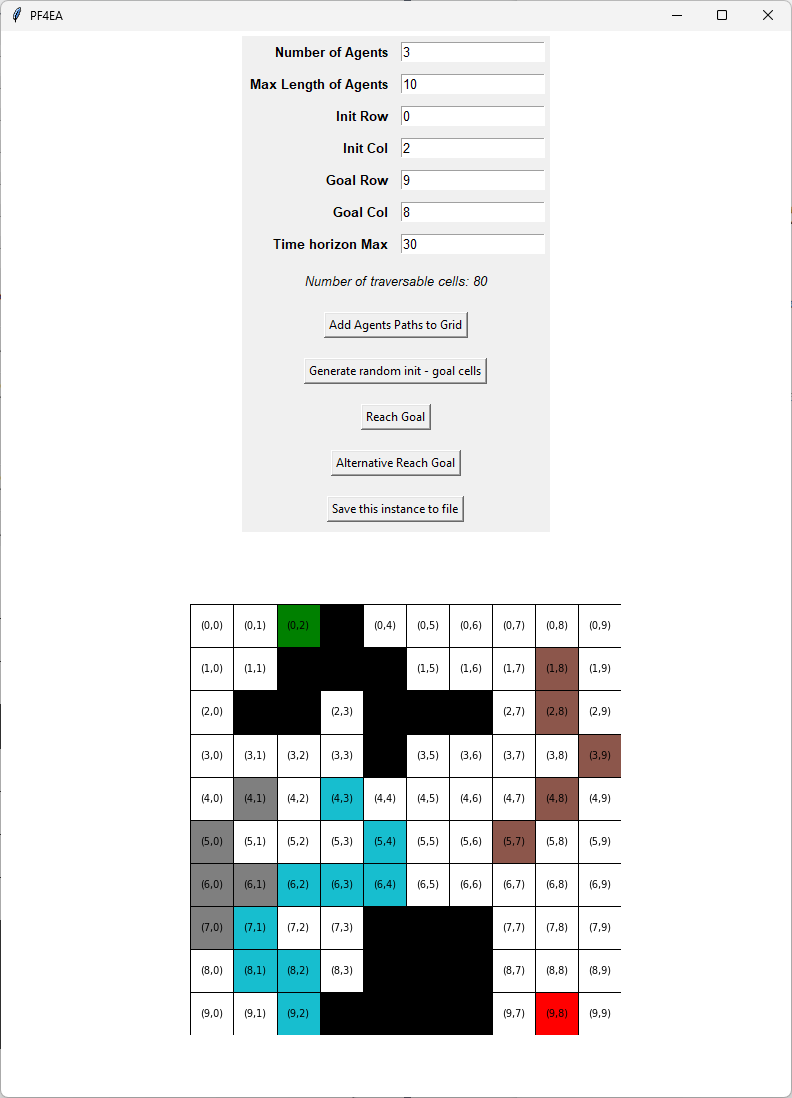 PF4EA
Number of Agents 3
Max Length of Agents 10
Init Row 0
Init Col 2
Goal Row 9
Goal Col 8
Time horizon Max 30
Number of traversable cells: 80
Add Agents Paths to Grid
Generate random init - goal cells
Reach Goal
Alternative Reach Goal
Save this instance to file
(0,0) (0,1) (0,2) (0,4) (0,5) (0,6) (0,7) (0,8) (0,9)
(1,0) (1,1) (1,5) (1,6) (1,7) (1,8) (1,9)
(2,0) (2,3) (2,7) (2,8) (2,9)
(3,0) (3,1) (3,2) (3,3) (3,5) (3,6) (3,7) (3,8) (3,9)
(4,0) (4,1) (4,2) (4,3) (4,4) (4,5) (4,6) (4,7) (4,8) (4,9)
(5,0) (5,1) (5,2) (5,3) (5,4) (5,5) (5,6) (5,7) (5,8) (5,9)
(6,0) (6,1) (6,2) (6,3) (6,4) (6,5) (6,6) (6,7) (6,8) (6,9)
(7,0) (7,1) (7,2) (7,3) (7,7) (7,8) (7,9)
(8,0) (8,1) (8,2) (8,3) (8,7) (8,8) (8,9)
(9,0) (9,1) (9,2) (9,7) (9,8) (9,9)